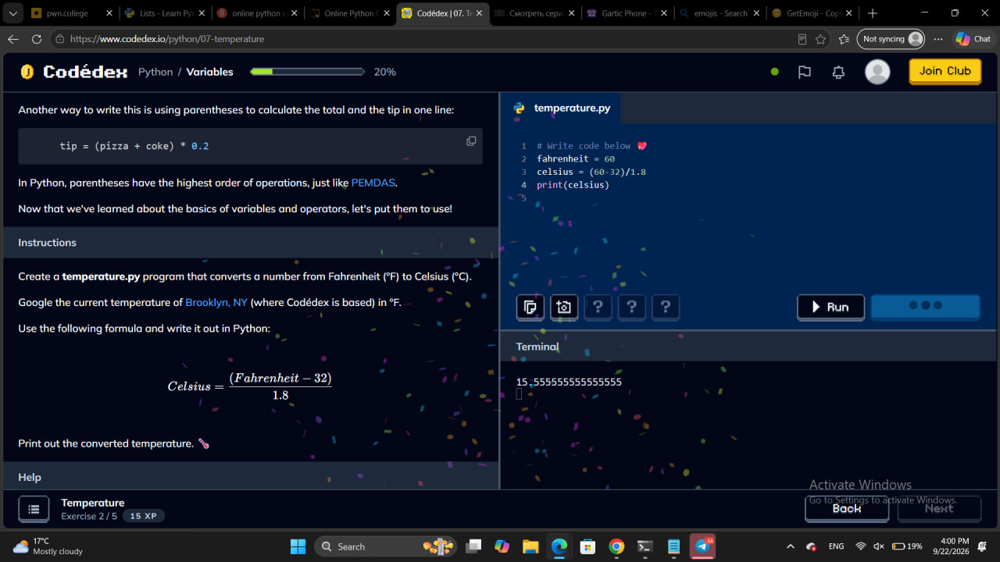 pwn.college
Lists - Learn Pyt
online python c
Online Python C
Codédex | 07. Te
Смотреть сери
Gartic Phone -
emojis - Search
GetEmoji - Cop
https://www.codedex.io/python/07-temperature
Not syncing
Chat
Codédex
Python / Variables
20%
Join Club
Another way to write this is using parentheses to calculate the total and the tip in one line:
tip = (pizza + coke) * 0.2
In Python, parentheses have the highest order of operations, just like PEMDAS.
Now that we've learned about the basics of variables and operators, let's put them to use!
Instructions
Create a temperature.py program that converts a number from Fahrenheit (°F) to Celsius (°C).
Google the current temperature of Brooklyn, NY (where Codédex is based) in °F.
Use the following formula and write it out in Python:
Celsius = (Fahrenheit − 32)
1.8
Print out the converted temperature.
Help
temperature.py
1 # Write code below 💖
2 fahrenheit = 60
3 celsius = (60-32)/1.8
4 print(celsius)
5
? ? ?
Run
Terminal
15.555555555555555
Activate Windows
Go to Settings to activate Windows.
Temperature
Exercise 2 / 5 15 XP
Back
Next
17°C
Mostly cloudy
Search
66
ENG
19%
4:00 PM
9/22/2026